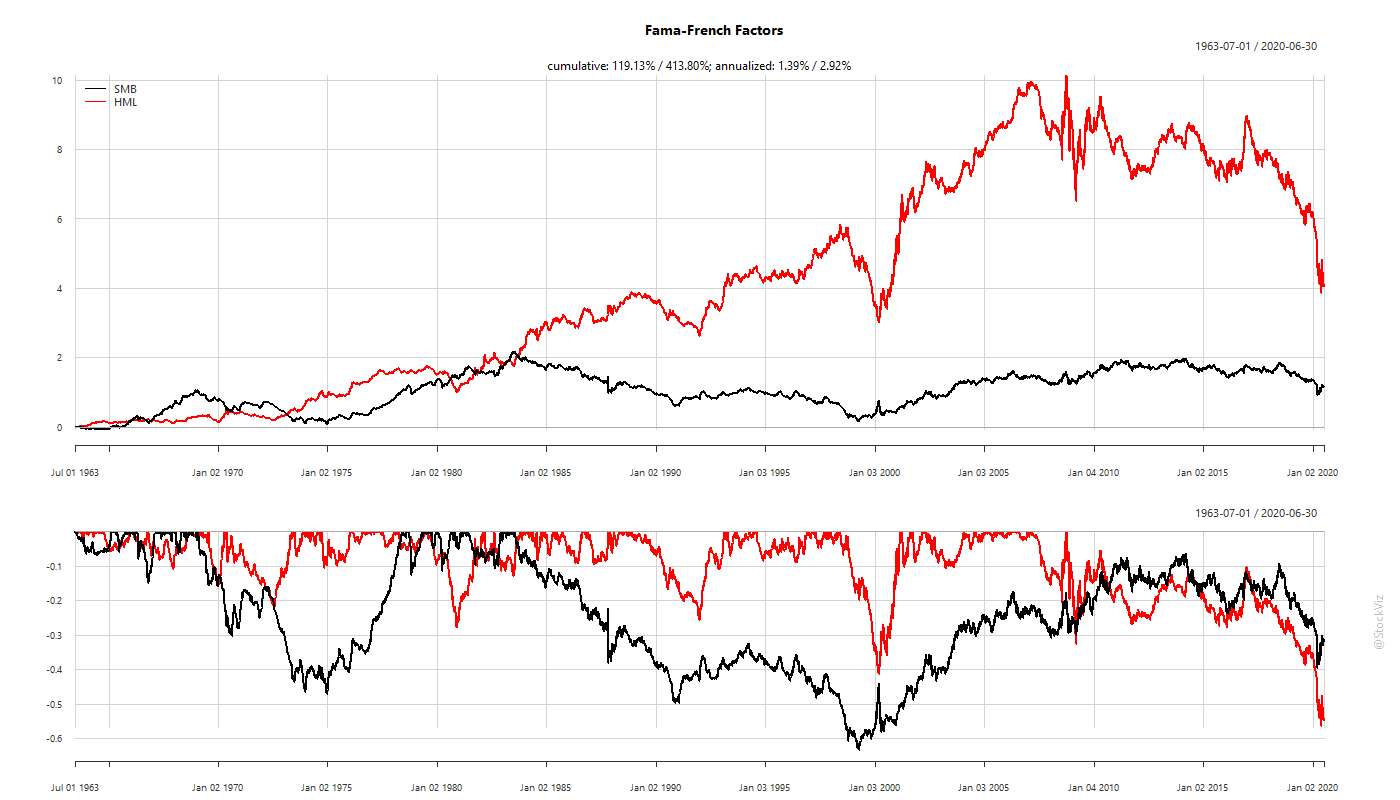 Fama-French Factors
1963-07-01 / 2020-06-30
cumulative: 119.13% / 413.80%; annualized: 1.39% / 2.92%
SMB
HML
10
8
6
4
2
0
Jul 01 1963 Jan 02 1970 Jan 02 1975 Jan 02 1980 Jan 02 1985 Jan 02 1990 Jan 03 1995 Jan 03 2000 Jan 03 2005 Jan 04 2010 Jan 02 2015 Jan 02 2020
1963-07-01 / 2020-06-30
-0.1
-0.2
-0.3
-0.4
-0.5
-0.6
Jul 01 1963 Jan 02 1970 Jan 02 1975 Jan 02 1980 Jan 02 1985 Jan 02 1990 Jan 03 1995 Jan 03 2000 Jan 03 2005 Jan 04 2010 Jan 02 2015 Jan 02 2020
@StockViz